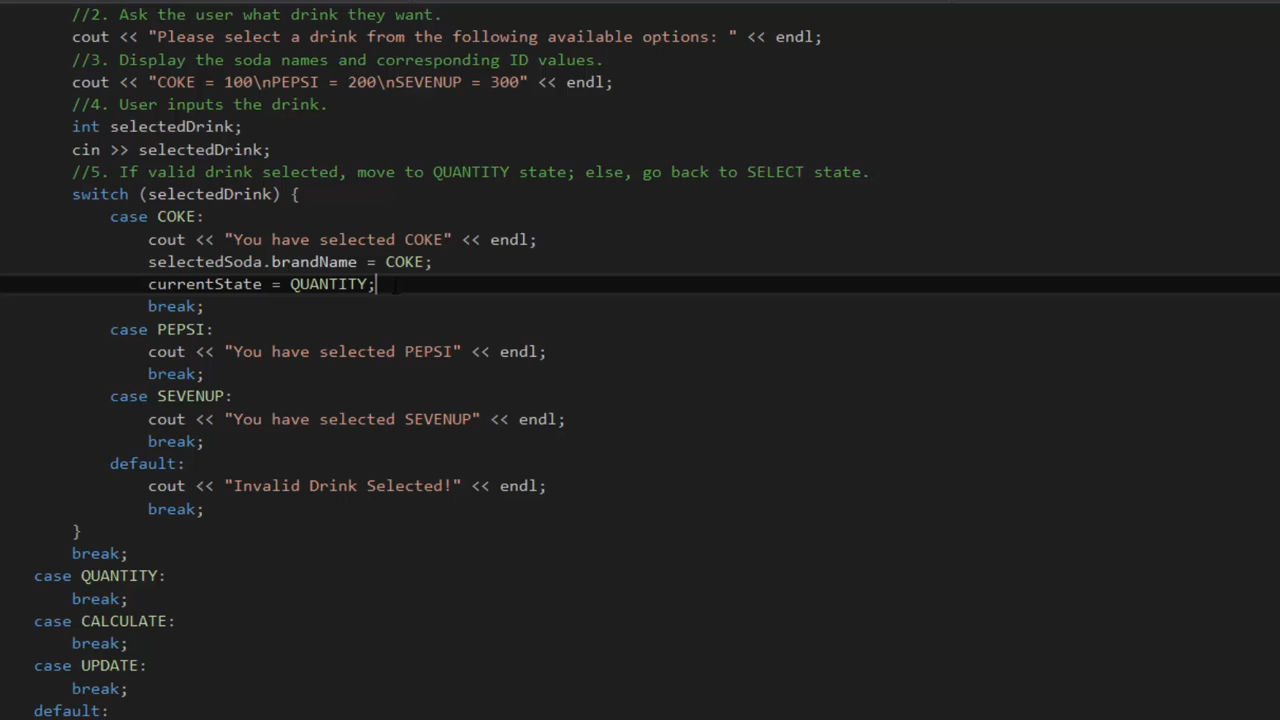 //2. Ask the user what drink they want.
cout << "Please select a drink from the following available options: " << endl;
//3. Display the soda names and corresponding ID values.
cout << "COKE = 100\nPEPSI = 200\nSEVENUP = 300" << endl;
//4. User inputs the drink.
int selectedDrink;
cin >> selectedDrink;
//5. If valid drink selected, move to QUANTITY state; else, go back to SELECT state.
switch (selectedDrink) {
case COKE:
cout << "You have selected COKE" << endl;
selectedSoda.brandName = COKE;
currentState = QUANTITY;
break;
case PEPSI:
cout << "You have selected PEPSI" << endl;
break;
case SEVENUP:
cout << "You have selected SEVENUP" << endl;
break;
default:
cout << "Invalid Drink Selected!" << endl;
break;
}
break;
case QUANTITY:
break;
case CALCULATE:
break;
case UPDATE:
break;
default: